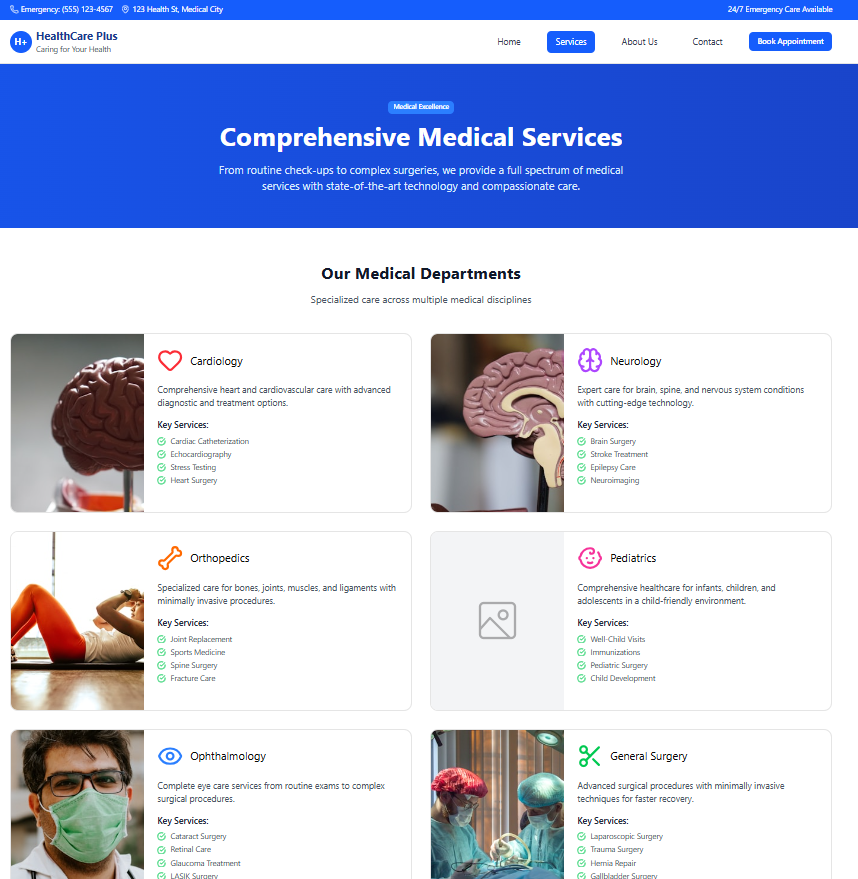 Emergency: (555) 123-4567 123 Health St, Medical City 24/7 Emergency Care Available
H+ HealthCare Plus
Caring for Your Health
Home Services About Us Contact Book Appointment
Medical Excellence
Comprehensive Medical Services
From routine check-ups to complex surgeries, we provide a full spectrum of medical
services with state-of-the-art technology and compassionate care.
Our Medical Departments
Specialized care across multiple medical disciplines
Cardiology
Comprehensive heart and cardiovascular care with advanced
diagnostic and treatment options.
Key Services:
Cardiac Catheterization
Echocardiography
Stress Testing
Heart Surgery
Neurology
Expert care for brain, spine, and nervous system conditions
with cutting-edge technology.
Key Services:
Brain Surgery
Stroke Treatment
Epilepsy Care
Neuroimaging
Orthopedics
Specialized care for bones, joints, muscles, and ligaments with
minimally invasive procedures.
Key Services:
Joint Replacement
Sports Medicine
Spine Surgery
Fracture Care
Pediatrics
Comprehensive healthcare for infants, children, and
adolescents in a child-friendly environment.
Key Services:
Well-Child Visits
Immunizations
Pediatric Surgery
Child Development
Ophthalmology
Complete eye care services from routine exams to complex
surgical procedures.
Key Services:
Cataract Surgery
Retinal Care
Glaucoma Treatment
LASIK Surgery
General Surgery
Advanced surgical procedures with minimally invasive
techniques for faster recovery.
Key Services:
Laparoscopic Surgery
Trauma Surgery
Hernia Repair
Gallbladder Surgery